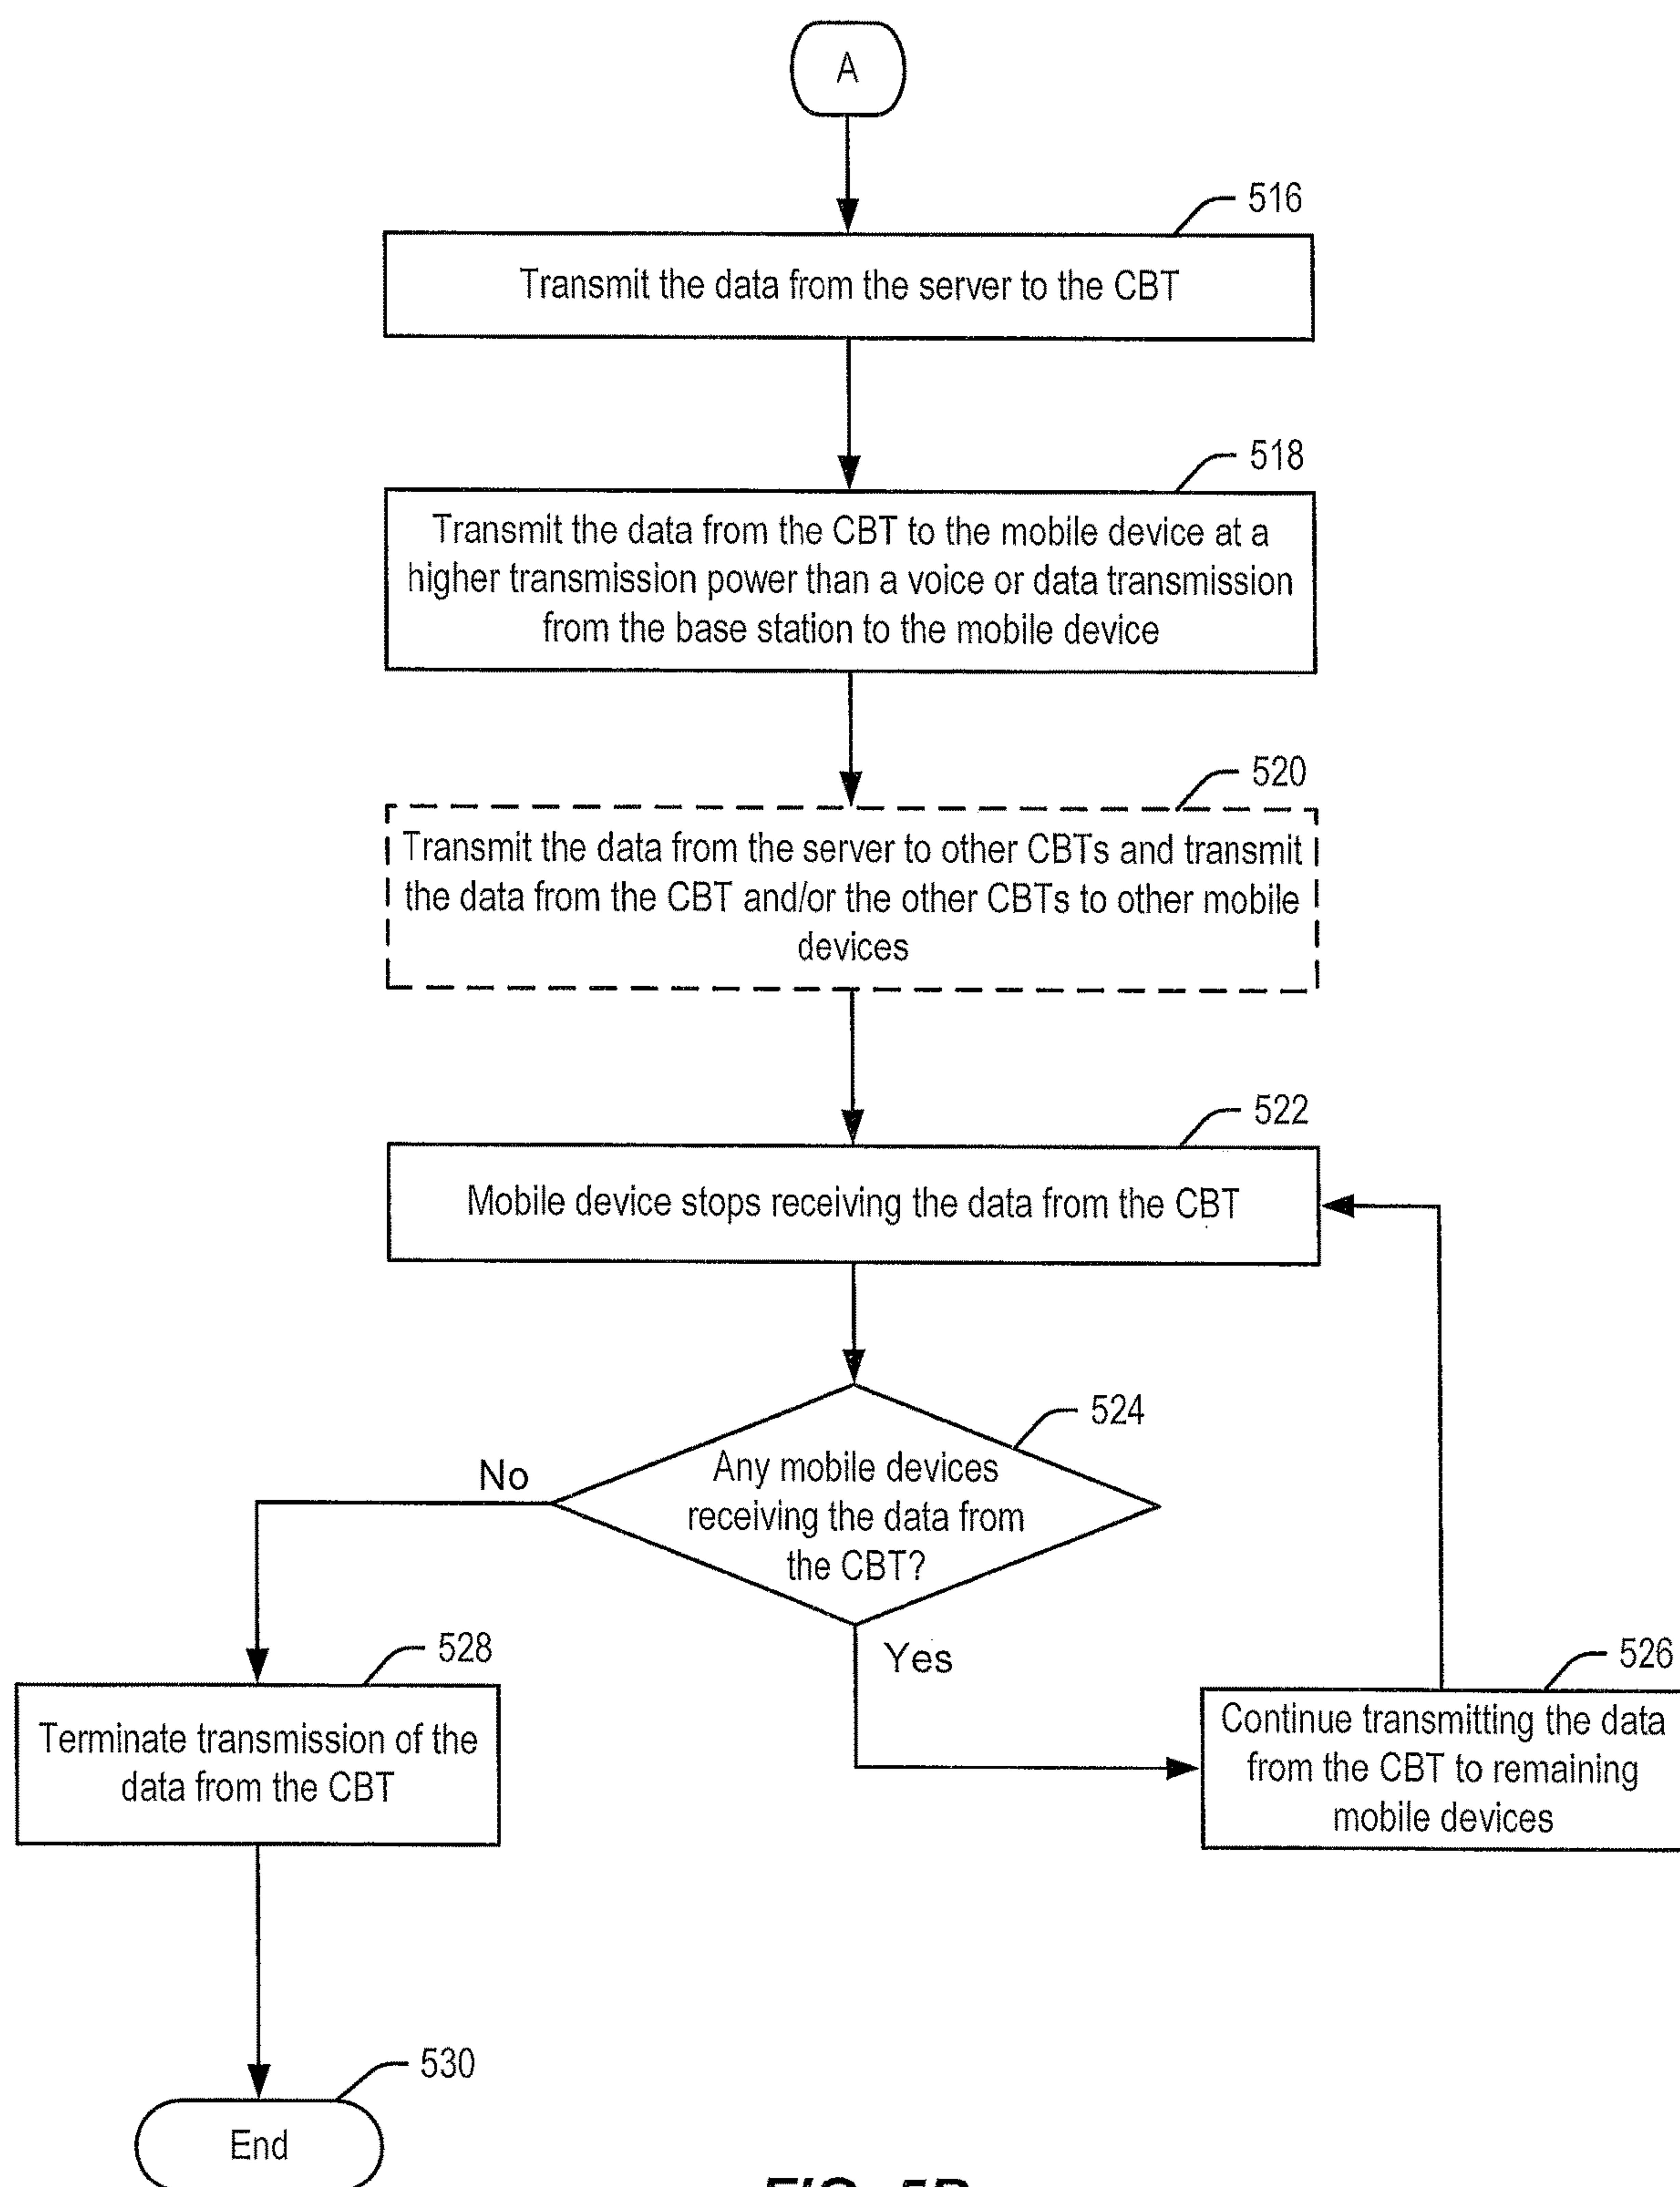 A
516
Transmit the data from the server to the CBT
518
Transmit the data from the CBT to the mobile device at a
higher transmission power than a voice or data transmission
from the base station to the mobile device
520
Transmit the data from the server to other CBTs and transmit
the data from the CBT and/or the other CBTs to other mobile
devices
522
Mobile device stops receiving the data from the CBT
524
Any mobile devices
receiving the data from
the CBT?
No
Yes
528
Terminate transmission of the
data from the CBT
526
Continue transmitting the data
from the CBT to remaining
mobile devices
530
End